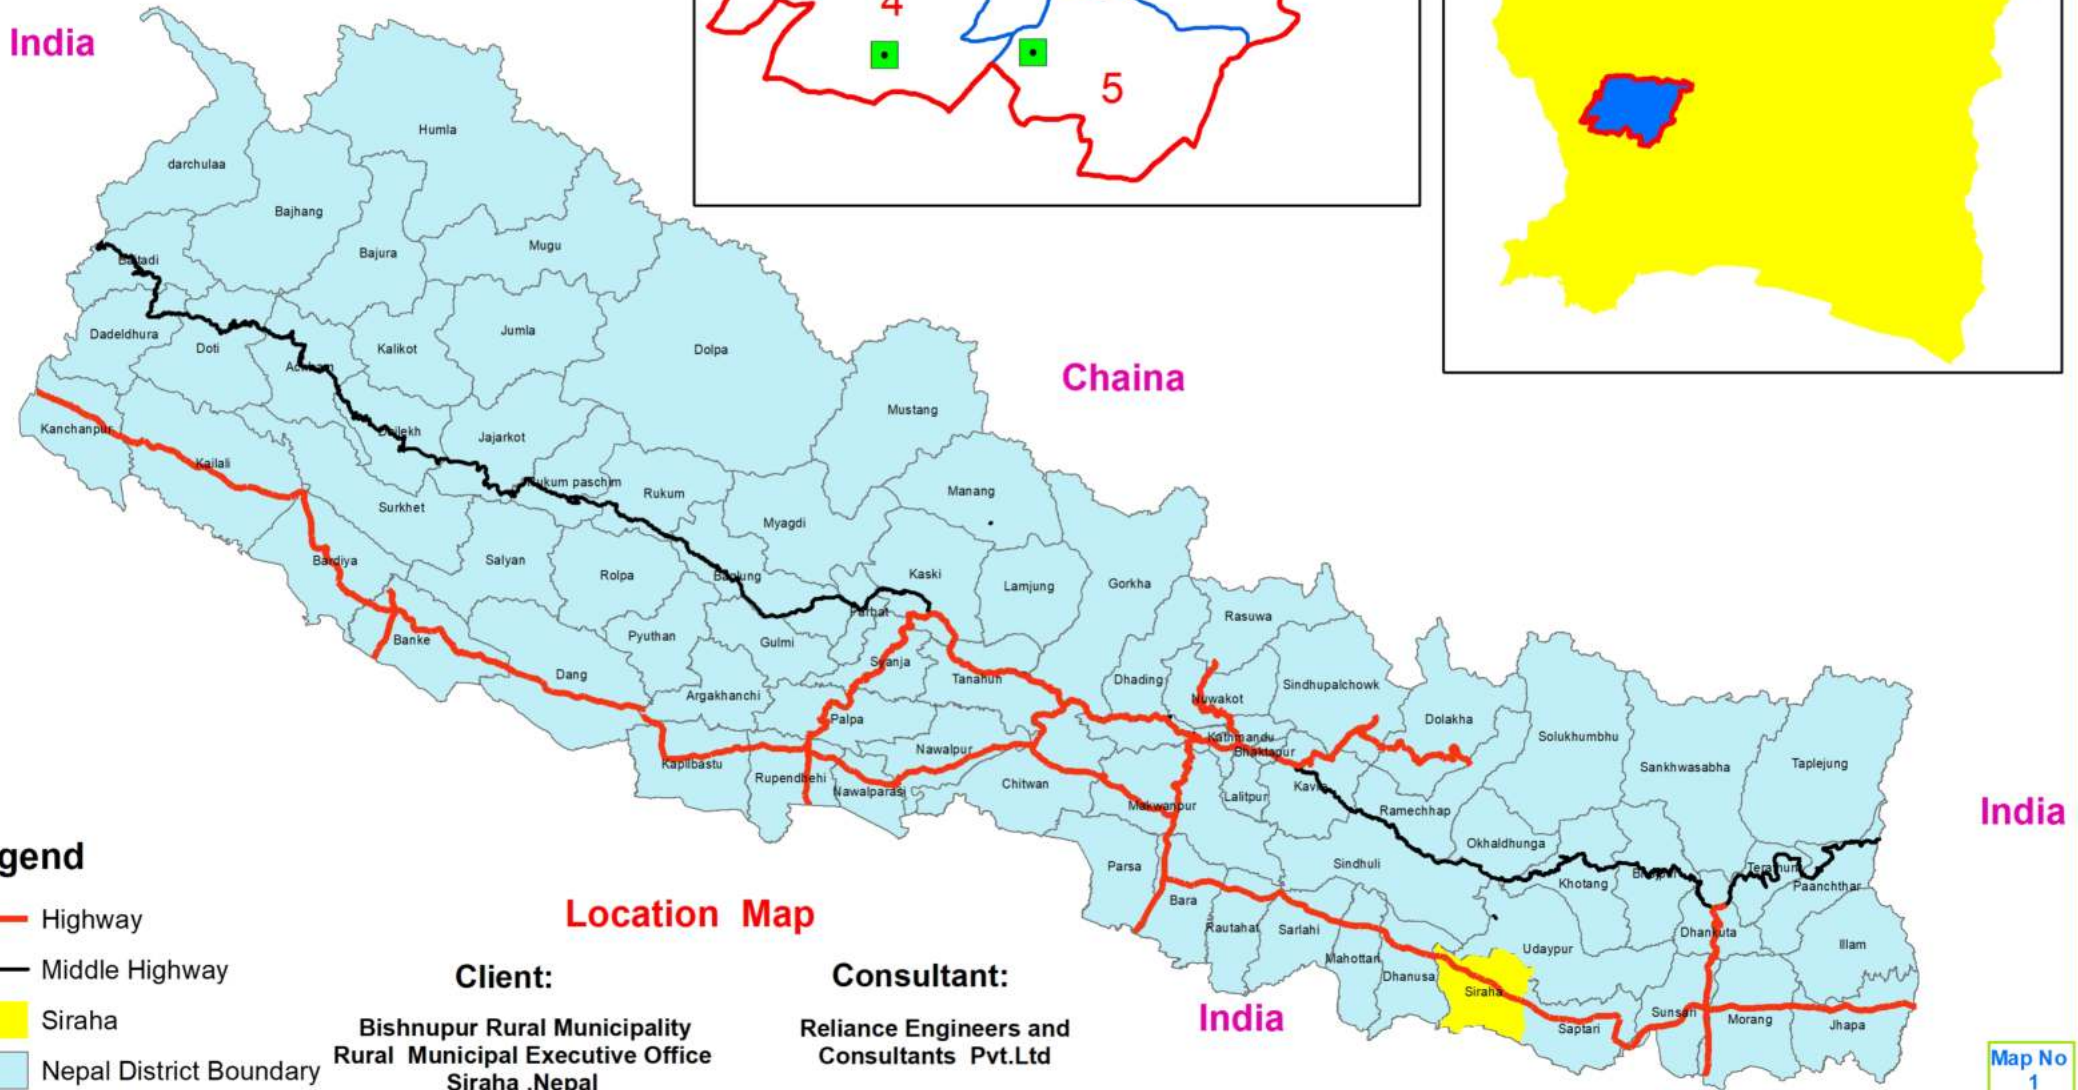 4
5
India
Humla
darchulaa
Bajhang
Mugu
Bajura
Baitadi
Jumla
Dadeldhura
Doti
Kalikot
Dolpa
Chaina
Mustang
Kanchanpur
Dailekh
Jajarkot
Kailali
Rukum paschim
Rukum
Manang
Surkhet
Myagdi
Bardiya
Salyan
Rolpa
Baglung
Kaski
Lamjung
Gorkha
Parbat
Rasuwa
Banke
Pyuthan
Gulmi
Syanja
Dang
Tanahun
Dhading
Sindhupalchowk
Argakhanchi
Nuwakot
Palpa
Dolakha
Kathmandu
Solukhumbhu
Nawalpur
Bhaktapur
Kapilbastu
Sankhwasabha
Taplejung
Rupendhehi
Chitwan
Nawalparasi
Lalitpur
Makwanpur
Ramechhap
India
Okhaldhunga
Parsa
Sindhuli
Khotang
Paanchthar
Bara
Rautahat
Sarlahi
Dhankuta
Illam
Udaypur
Mahottari
Dhanusa
Siraha
Sunsari
Morang
Jhapa
Saptari
India
gend
Highway
Middle Highway
Siraha
Nepal District Boundary
Location Map
Client:
Bishnupur Rural Municipality
Rural Municipal Executive Office
Siraha ,Nepal
Consultant:
Reliance Engineers and
Consultants Pvt.Ltd
Map No
1